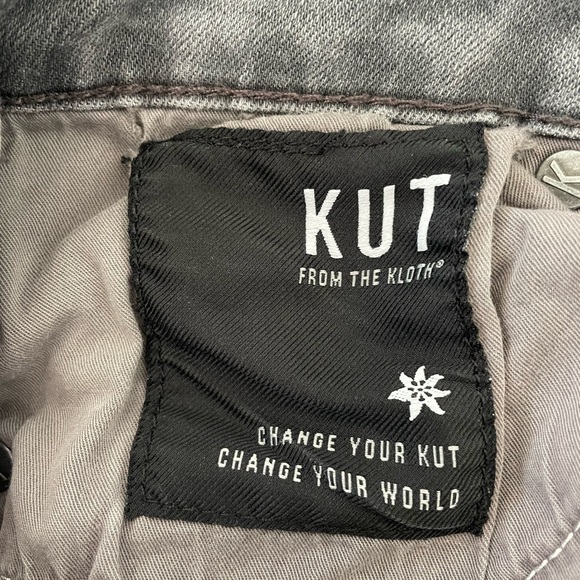 KUT
FROM THE KLOTH®
CHANGE YOUR KUT
CHANGE YOUR WORLD
K